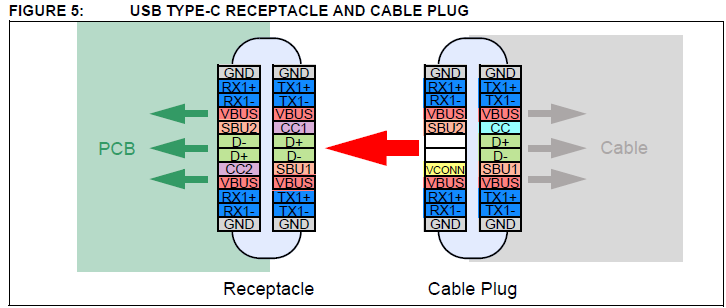 FIGURE 5: USB TYPE-C RECEPTACLE AND CABLE PLUG
GND GND GND GND
RX1+ TX1+ RX1+ TX1+
RX1- TX1- RX1- TX1-
VBUS VBUS VBUS VBUS
SBU2 CC1 SBU2 CC
PCB D- D+ D+ Cable
D+ D- D-
CC2 SBU1 VCONN SBU1
VBUS VBUS VBUS VBUS
RX1+ TX1+ RX1+ TX1+
RX1- TX1- RX1- TX1-
GND GND GND GND
Receptacle Cable Plug